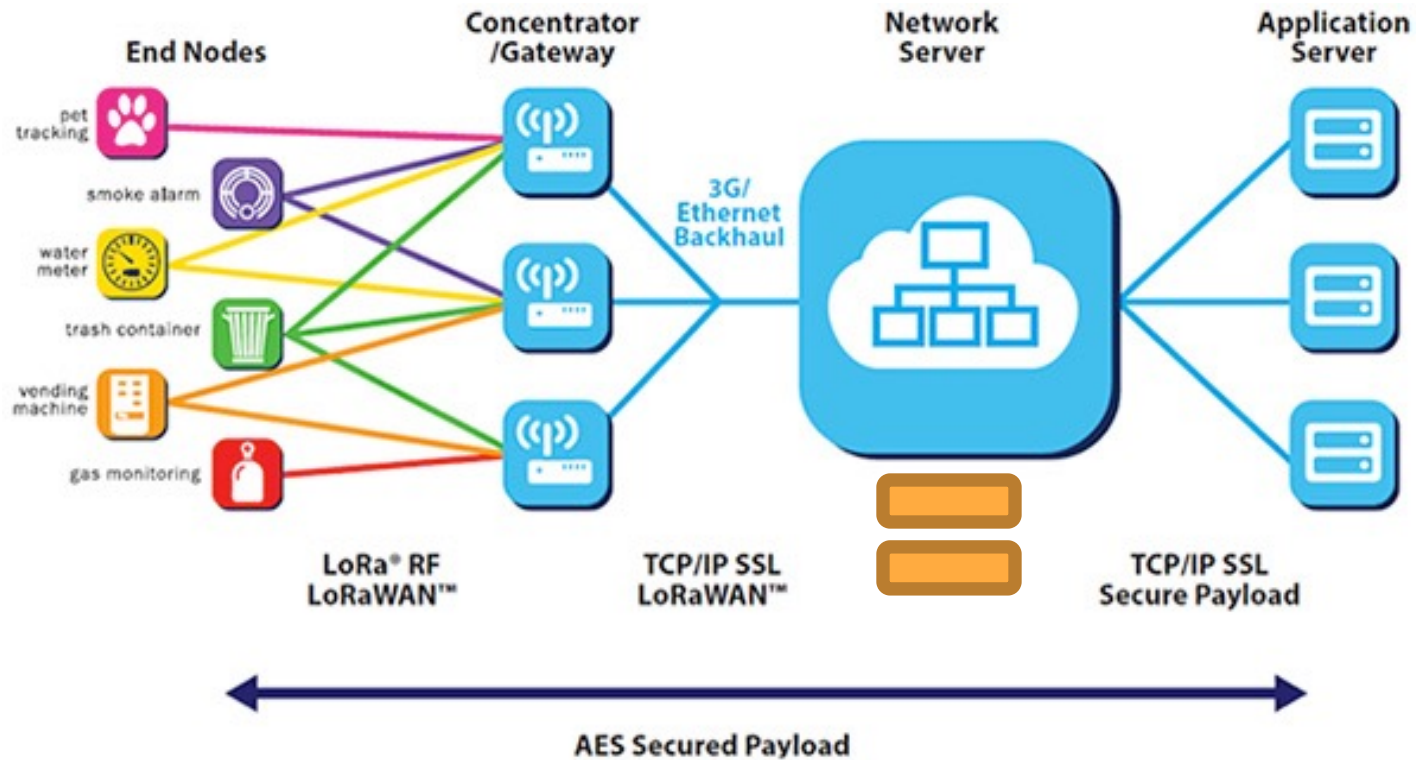 End Nodes
Concentrator
/Gateway
Network
Server
Application
Server
pet
tracking
smoke alarm
water
meter
trash container
vending
machine
gas monitoring
3G/
Ethernet
Backhaul
LoRa® RF
LoRaWAN™
TCP/IP SSL
LoRaWAN™
TCP/IP SSL
Secure Payload
AES Secured Payload